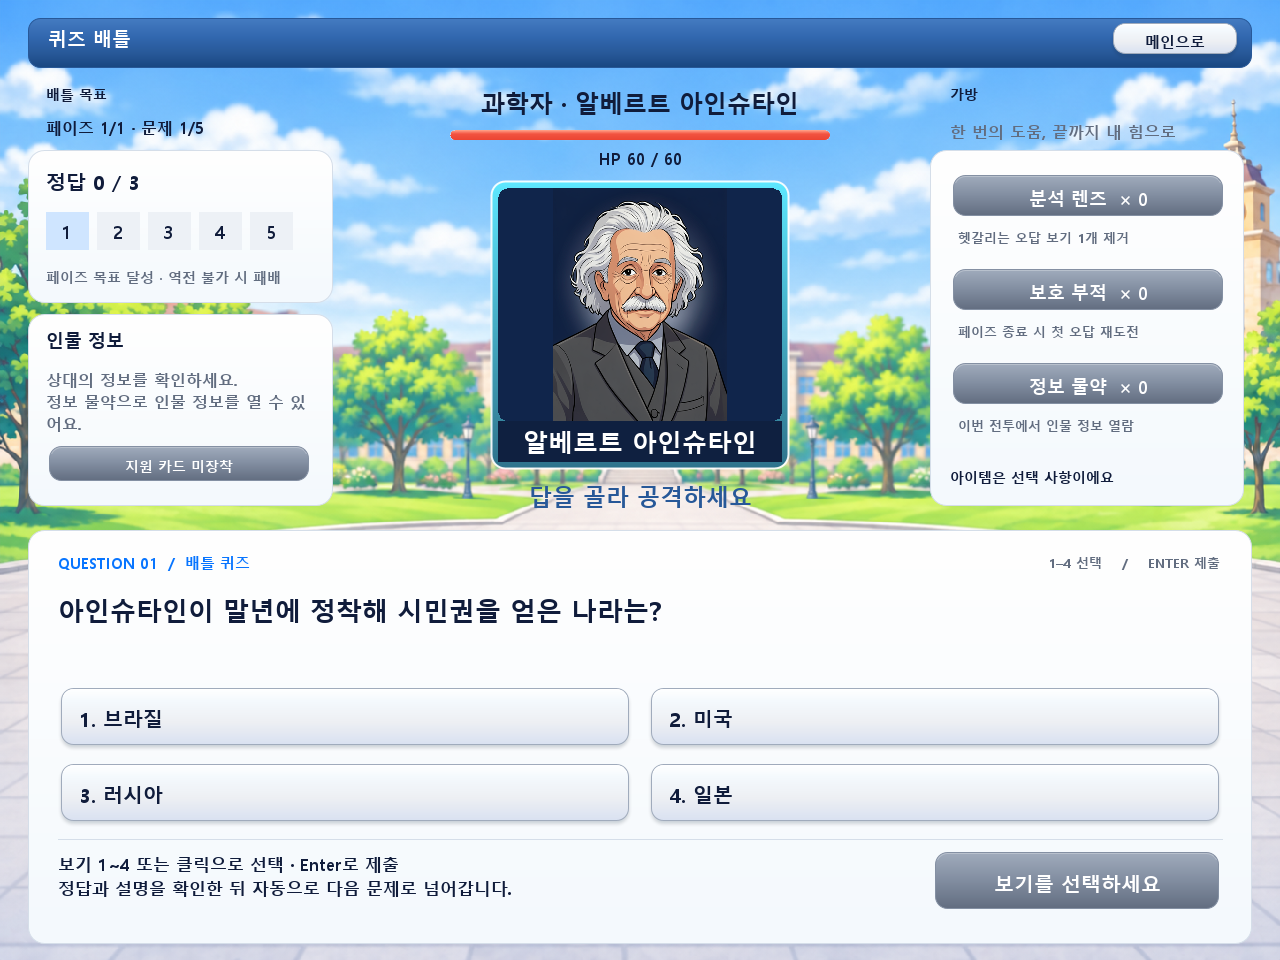 퀴즈 배틀
메인으로
배틀 목표
페이즈 1/1 · 문제 1/5
정답 0 / 3
1 2 3 4 5
페이즈 목표 달성 · 역전 불가 시 패배
인물 정보
상대의 정보를 확인하세요.
정보 물약으로 인물 정보를 열 수 있
어요.
지원 카드 미장착
과학자 · 알베르트 아인슈타인
HP 60 / 60
알베르트 아인슈타인
답을 골라 공격하세요
가방
한 번의 도움, 끝까지 내 힘으로
분석 렌즈 × 0
헷갈리는 오답 보기 1개 제거
보호 부적 × 0
페이즈 종료 시 첫 오답 재도전
정보 물약 × 0
이번 전투에서 인물 정보 열람
아이템은 선택 사항이에요
QUESTION 01 / 배틀 퀴즈
1–4 선택 / ENTER 제출
아인슈타인이 말년에 정착해 시민권을 얻은 나라는?
1. 브라질
2. 미국
3. 러시아
4. 일본
보기 1~4 또는 클릭으로 선택 · Enter로 제출
정답과 설명을 확인한 뒤 자동으로 다음 문제로 넘어갑니다.
보기를 선택하세요